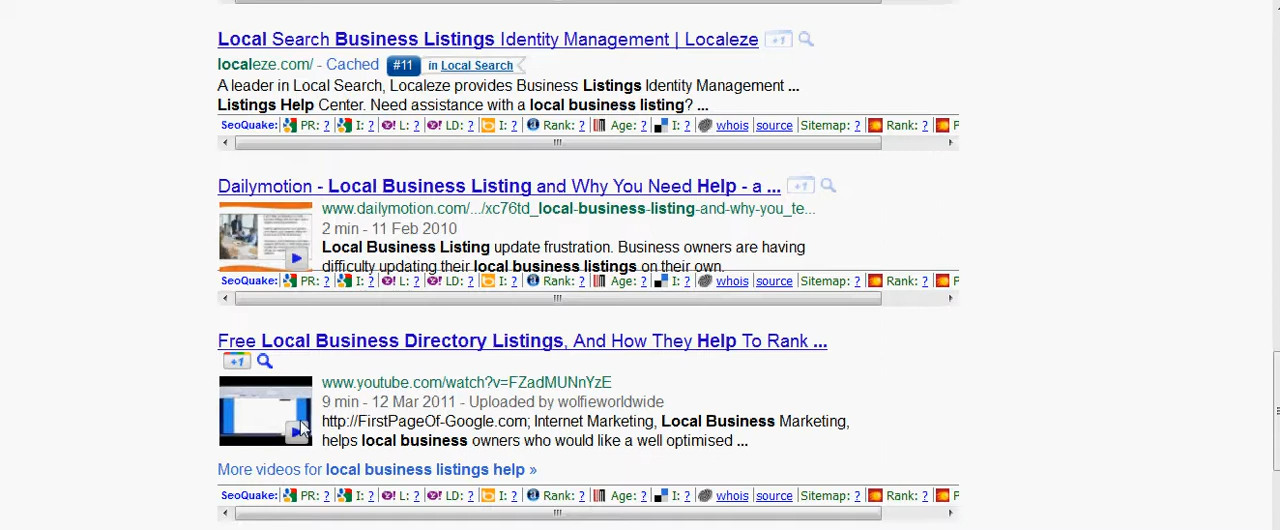 Local Search Business Listings Identity Management | Localeze +1
localeze.com/ - Cached #11 in Local Search
A leader in Local Search, Localeze provides Business Listings Identity Management ...
Listings Help Center. Need assistance with a local business listing? ...
SeoQuake: PR: ? I: ? L: ? LD: ? I: ? Rank: ? Age: ? I: ? whois source Sitemap: ? Rank: ? P
Dailymotion - Local Business Listing and Why You Need Help - a ... +1
www.dailymotion.com/.../xc76td_local-business-listing-and-why-you_te...
2 min - 11 Feb 2010
Local Business Listing update frustration. Business owners are having
difficulty updating their local business listings on their own.
SeoQuake: PR: ? I: ? L: ? LD: ? I: ? Rank: ? Age: ? I: ? whois source Sitemap: ? Rank: ? P
Free Local Business Directory Listings, And How They Help To Rank ...
+1
www.youtube.com/watch?v=FZadMUNnYzE
9 min - 12 Mar 2011 - Uploaded by wolfieworldwide
http://FirstPageOf-Google.com; Internet Marketing, Local Business Marketing,
helps local business owners who would like a well optimised ...
More videos for local business listings help »
SeoQuake: PR: ? I: ? L: ? LD: ? I: ? Rank: ? Age: ? I: ? whois source Sitemap: ? Rank: ? P